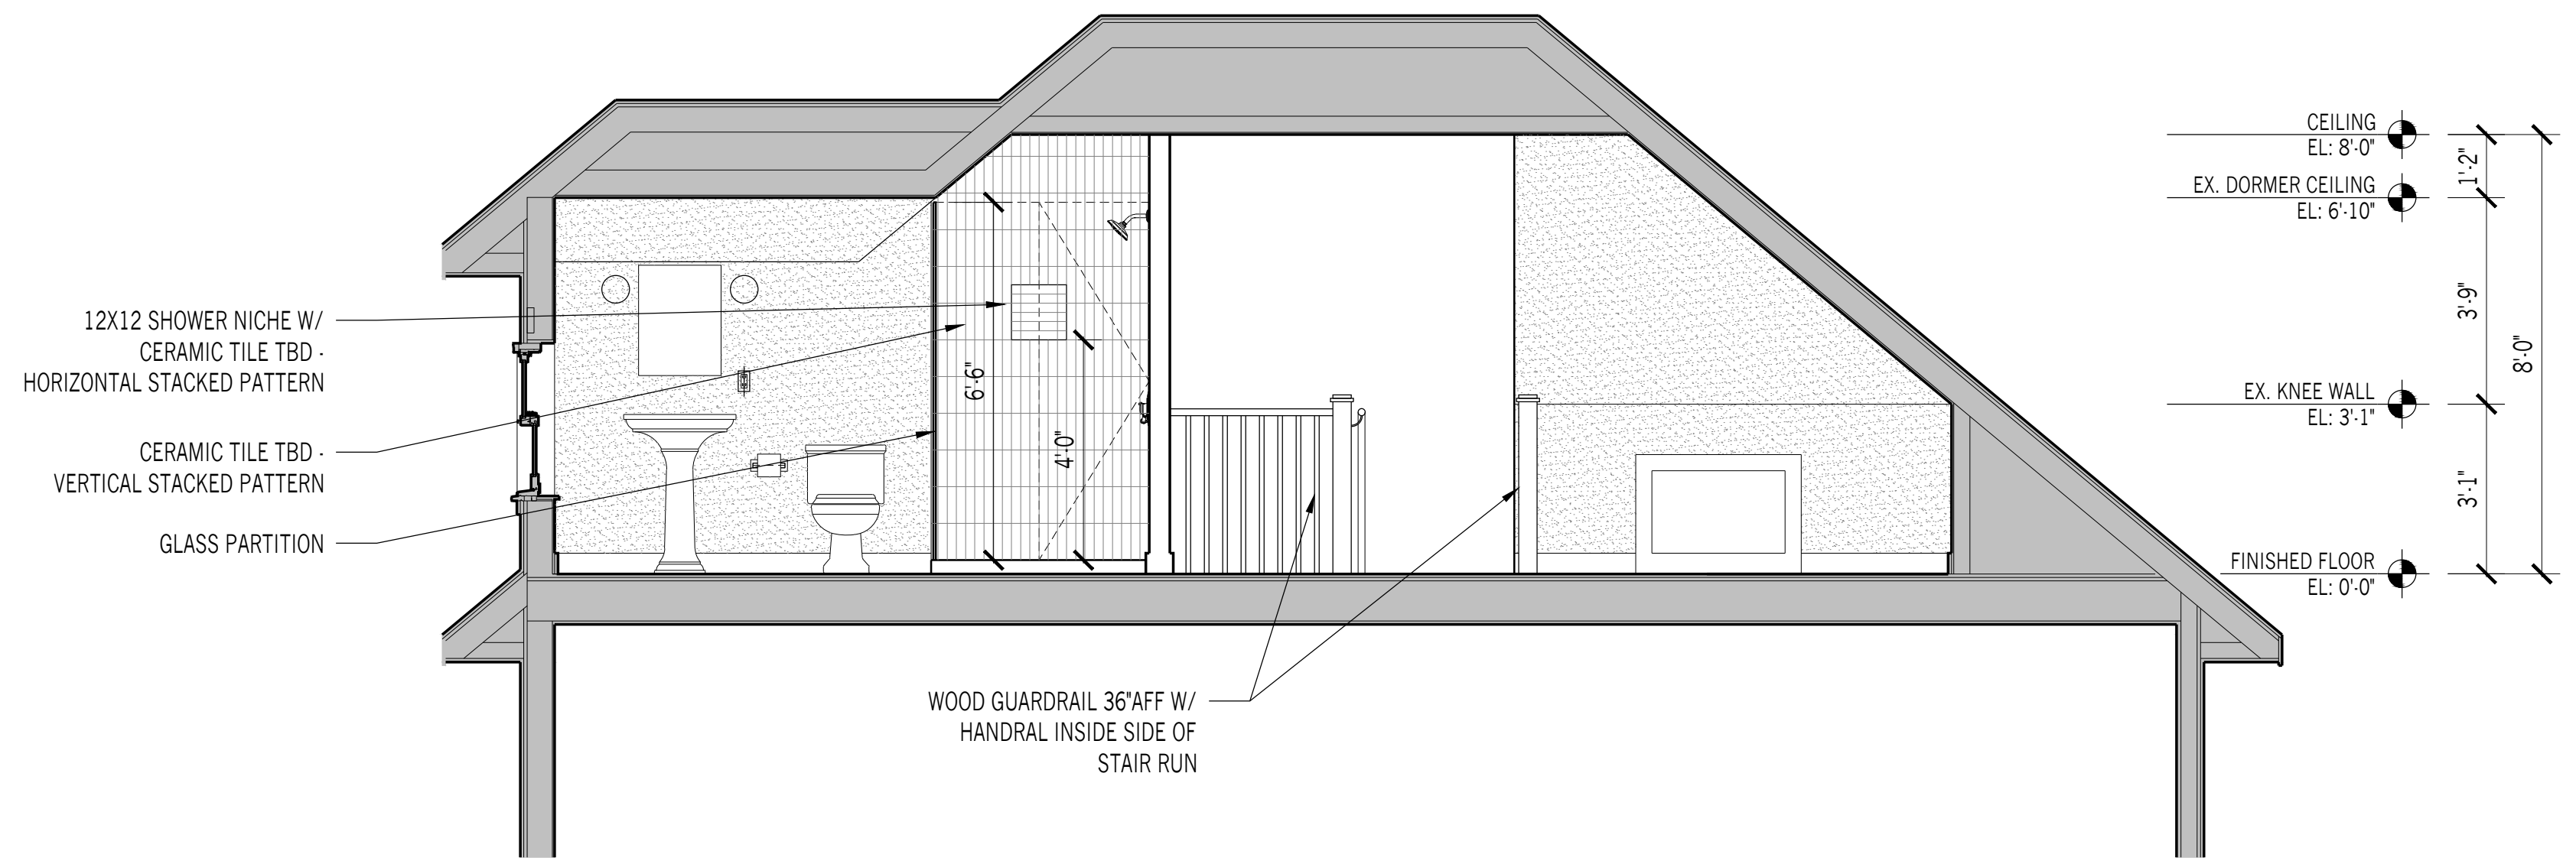 CEILING
EL: 8'-0"
1'-2"
EX. DORMER CEILING
EL: 6'-10"
3'-9"
8'-0"
12X12 SHOWER NICHE W/
CERAMIC TILE TBD -
HORIZONTAL STACKED PATTERN
6'-6"
EX. KNEE WALL
EL: 3'-1"
4'-0"
CERAMIC TILE TBD -
VERTICAL STACKED PATTERN
3'-1"
GLASS PARTITION
FINISHED FLOOR
EL: 0'-0"
WOOD GUARDRAIL 36"AFF W/
HANDRAL INSIDE SIDE OF
STAIR RUN